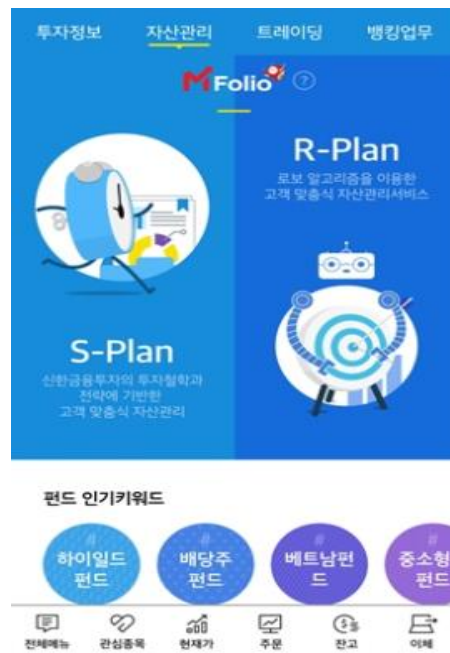 투자정보 자산관리 트레이딩 뱅킹업무
M Folio ?
R-Plan
로보 알고리즘을 이용한
고객 맞춤식 자산관리서비스
S-Plan
신한금융투자의 투자철학과
전략에 기반한
고객 맞춤식 자산관리
펀드 인기키워드
# # # #
하이일드
펀드
배당주
펀드
베트남펀
드
중소형
펀드
전체메뉴 관심종목 현재가 주문 잔고 이체